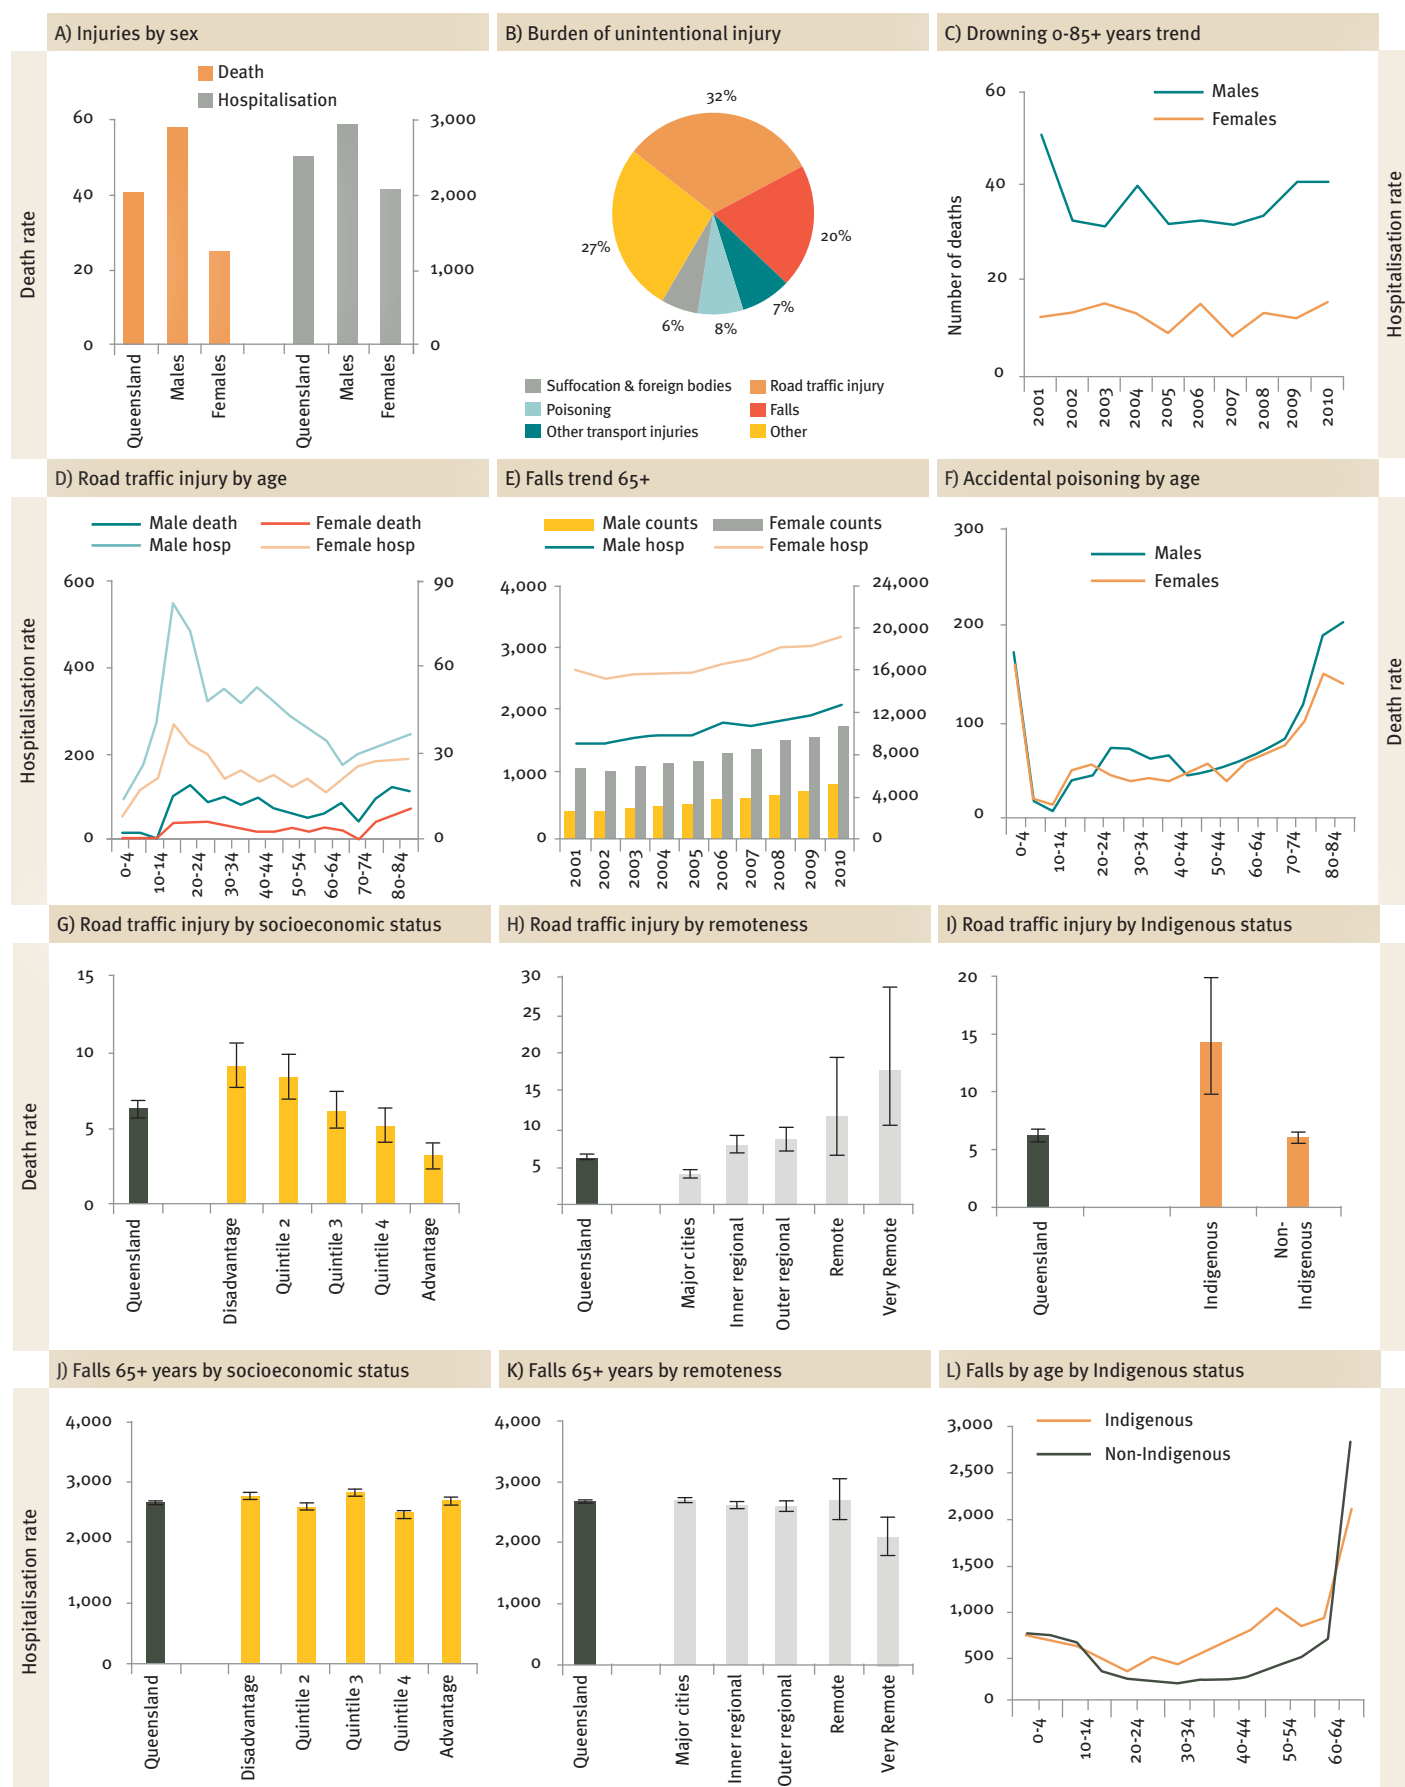 A) Injuries by sex
Death
Hospitalisation
Death rate
60
40
20
0
3,000
2,000
1,000
0
Queensland
Males
Females
Queensland
Males
Females
B) Burden of unintentional injury
32%
20%
7%
8%
6%
27%
Suffocation & foreign bodies
Road traffic injury
Poisoning
Falls
Other transport injuries
Other
C) Drowning 0-85+ years trend
Males
Females
Number of deaths
60
40
20
0
2001
2002
2003
2004
2005
2006
2007
2008
2009
2010
Hospitalisation rate
D) Road traffic injury by age
Male death
Female death
Male hosp
Female hosp
Hospitalisation rate
600
400
200
0
90
60
30
0
0-4
10-14
20-24
30-34
40-44
50-54
60-64
70-74
80-84
E) Falls trend 65+
Male counts
Female counts
Male hosp
Female hosp
4,000
3,000
2,000
1,000
0
24,000
20,000
16,000
12,000
8,000
4,000
0
2001
2002
2003
2004
2005
2006
2007
2008
2009
2010
F) Accidental poisoning by age
Males
Females
300
200
100
0
0-4
10-14
20-24
30-34
40-44
50-44
60-64
70-74
80-84
Death rate
G) Road traffic injury by socioeconomic status
Death rate
15
10
5
0
Queensland
Disadvantage
Quintile 2
Quintile 3
Quintile 4
Advantage
H) Road traffic injury by remoteness
30
25
20
15
10
5
Queensland
Major cities
Inner regional
Outer regional
Remote
Very Remote
I) Road traffic injury by Indigenous status
20
15
10
5
0
Queensland
Indigenous
Non-
Indigenous
J) Falls 65+ years by socioeconomic status
Hospitalisation rate
4,000
3,000
2,000
1,000
0
Queensland
Disadvantage
Quintile 2
Quintile 3
Quintile 4
Advantage
K) Falls 65+ years by remoteness
4,000
3,000
2,000
1,000
0
Queensland
Major cities
Inner regional
Outer regional
Remote
Very Remote
L) Falls by age by Indigenous status
Indigenous
Non-Indigenous
3,000
2,500
2,000
1,500
1,000
500
0
0-4
10-14
20-24
30-34
40-44
50-54
60-64